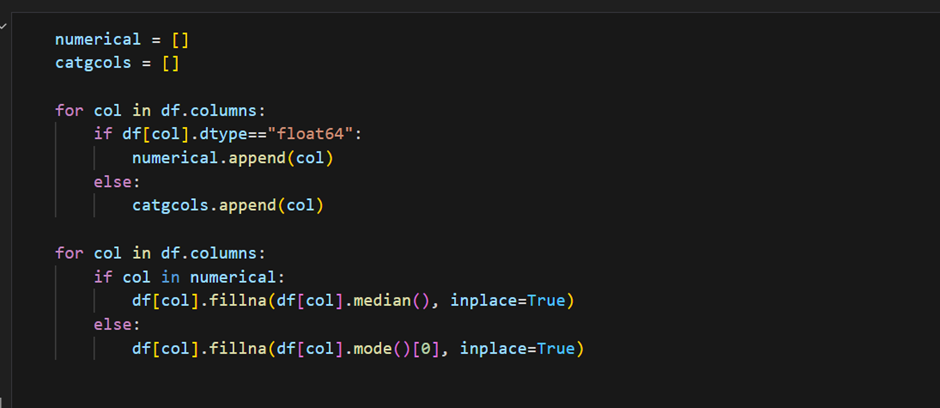 numerical = []
catgcols = []
for col in df.columns:
    if df[col].dtype=="float64":
        numerical.append(col)
    else:
        catgcols.append(col)
for col in df.columns:
    if col in numerical:
        df[col].fillna(df[col].median(), inplace=True)
    else:
        df[col].fillna(df[col].mode()[0], inplace=True)